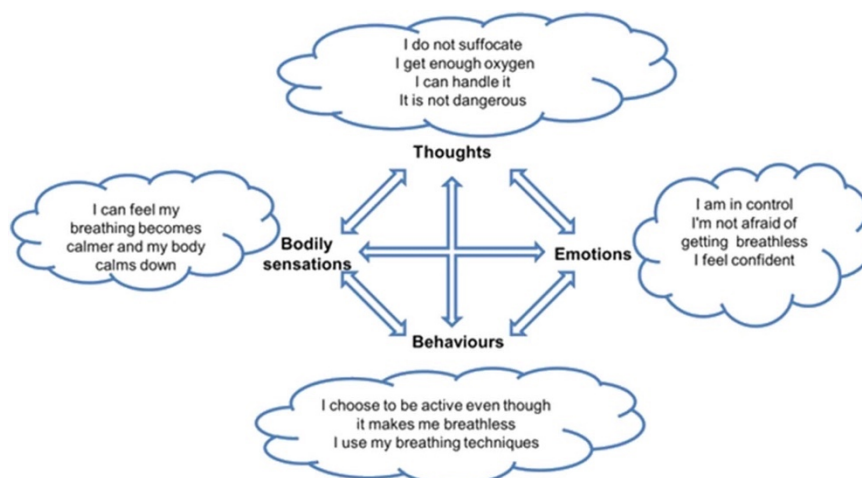 I do not suffocate
I get enough oxygen
I can handle it
It is not dangerous
Thoughts
I can feel my
breathing becomes
calmer and my body
calms down
Bodily
sensations
Emotions
I am in control
I'm not afraid of
getting breathless
I feel confident
Behaviours
I choose to be active even though
it makes me breathless
I use my breathing techniques